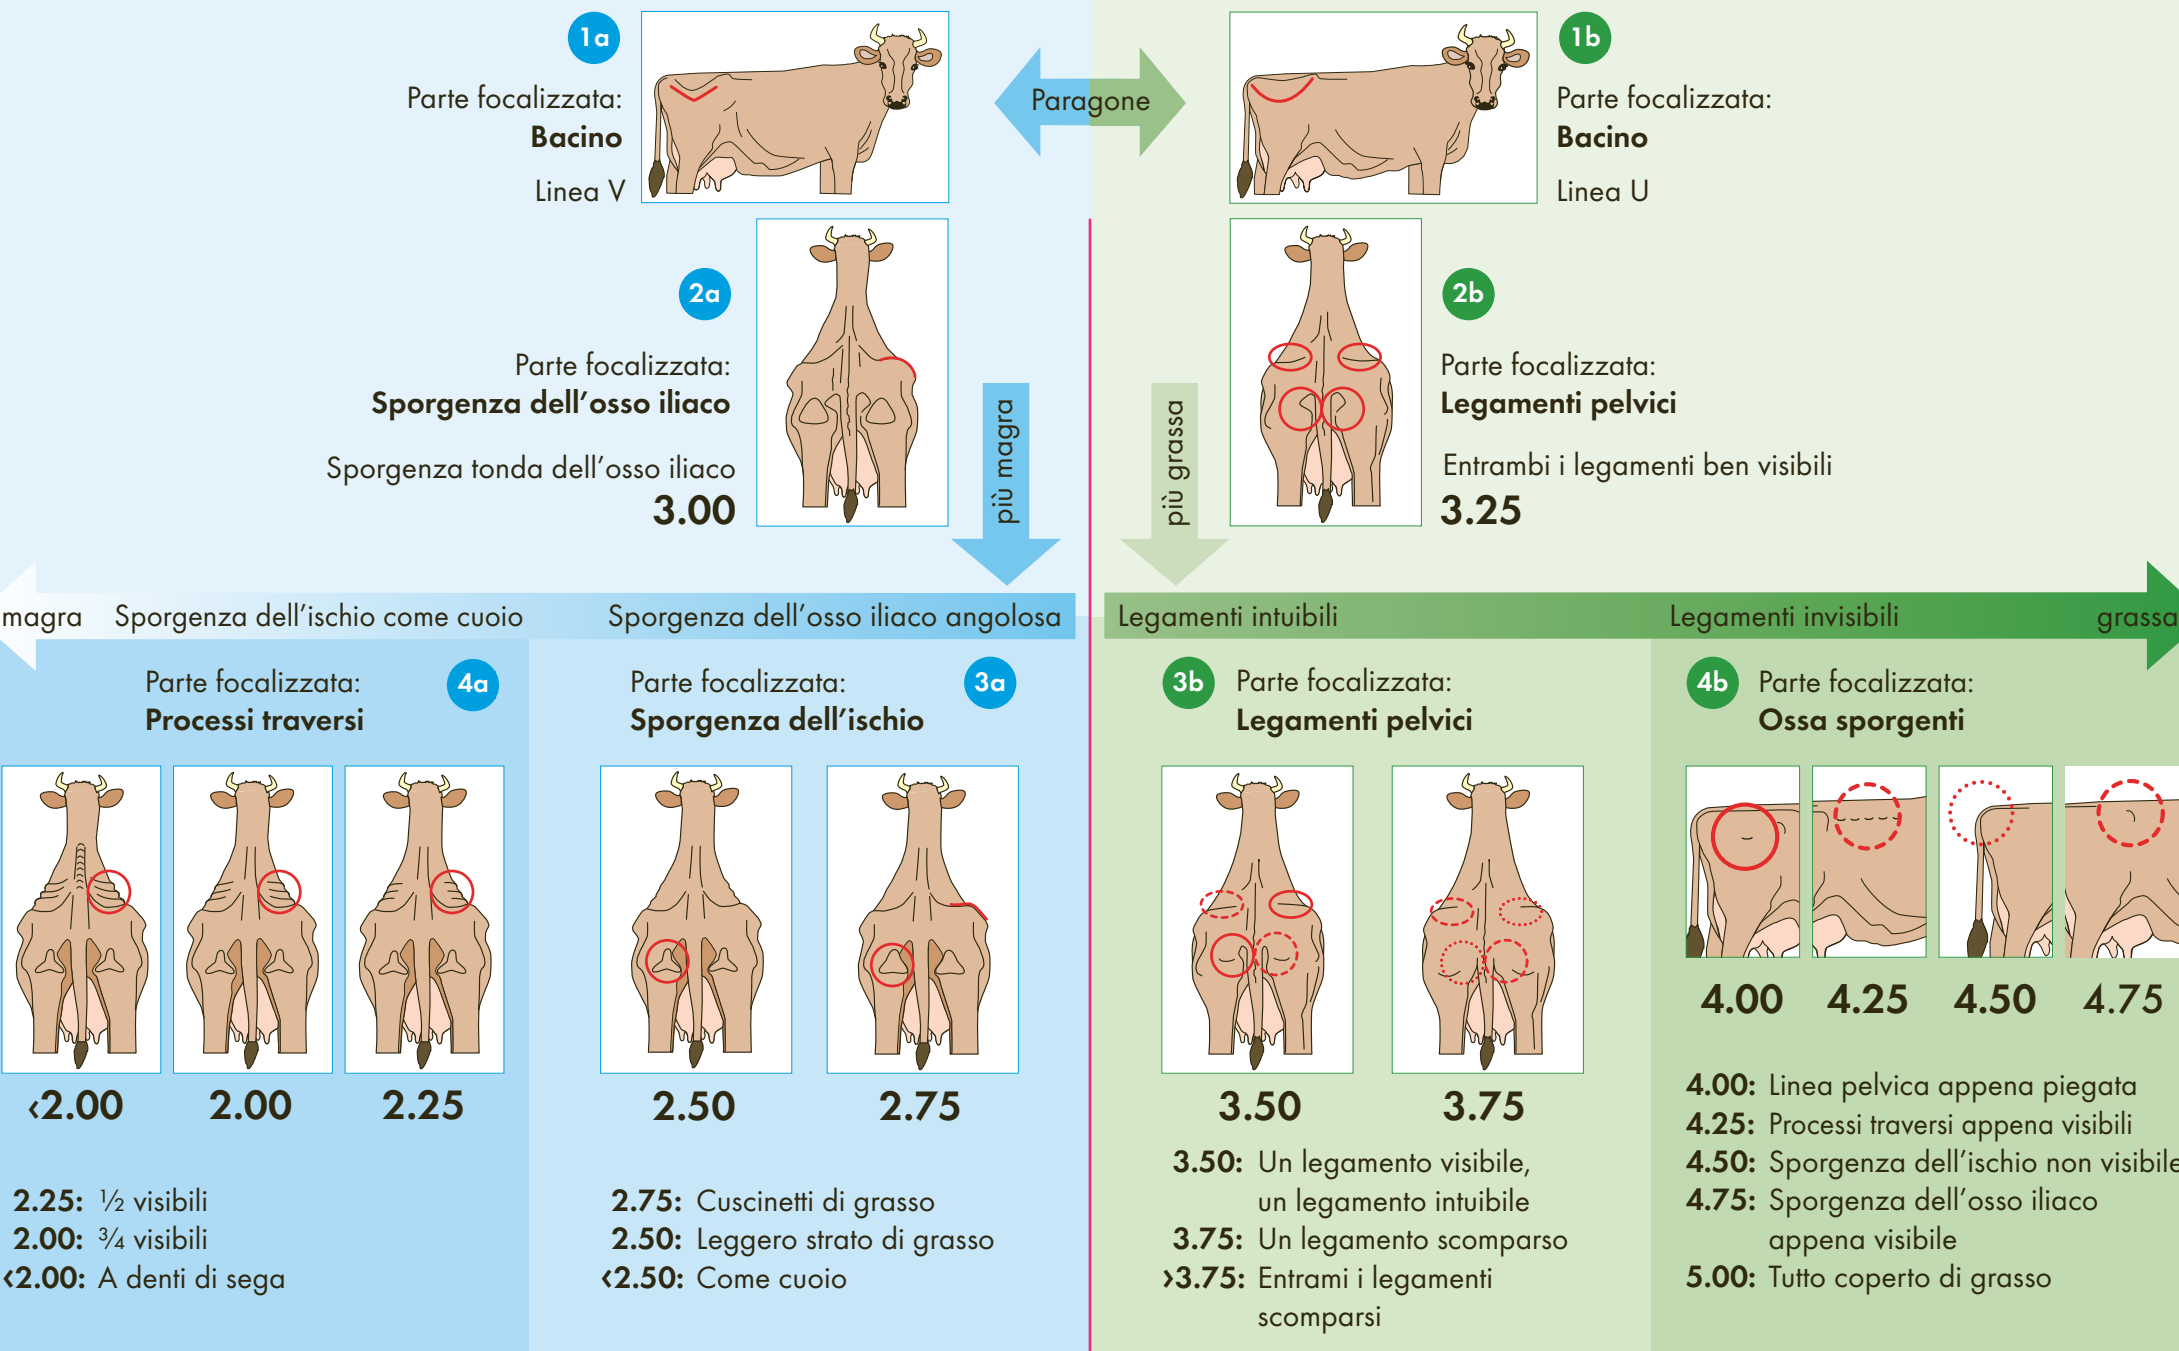 1a
Parte focalizzata:
Bacino
Linea V
Paragone
1b
Parte focalizzata:
Bacino
Linea U
2a
Parte focalizzata:
Sporgenza dell'osso iliaco
Sporgenza tonda dell'osso iliaco
3.00
più magra
2b
Parte focalizzata:
Legamenti pelvici
Entrambi i legamenti ben visibili
3.25
più grassa
magra
Sporgenza dell'ischio come cuoio
Sporgenza dell'osso iliaco angolosa
Legamenti intuibili
Legamenti invisibili
grassa
4a
Parte focalizzata:
Processi traversi
<2.00
2.00
2.25
2.25: ½ visibili
2.00: ¾ visibili
<2.00: A denti di sega
3a
Parte focalizzata:
Sporgenza dell'ischio
2.50
2.75
2.75: Cuscinetti di grasso
2.50: Leggero strato di grasso
<2.50: Come cuoio
3b
Parte focalizzata:
Legamenti pelvici
3.50
3.75
3.50: Un legamento visibile,
un legamento intuibile
3.75: Un legamento scomparso
>3.75: Entrami i legamenti
scomparsi
4b
Parte focalizzata:
Ossa sporgenti
4.00
4.25
4.50
4.75
4.00: Linea pelvica appena piegata
4.25: Processi traversi appena visibili
4.50: Sporgenza dell'ischio non visibile
4.75: Sporgenza dell'osso iliaco
appena visibile
5.00: Tutto coperto di grasso